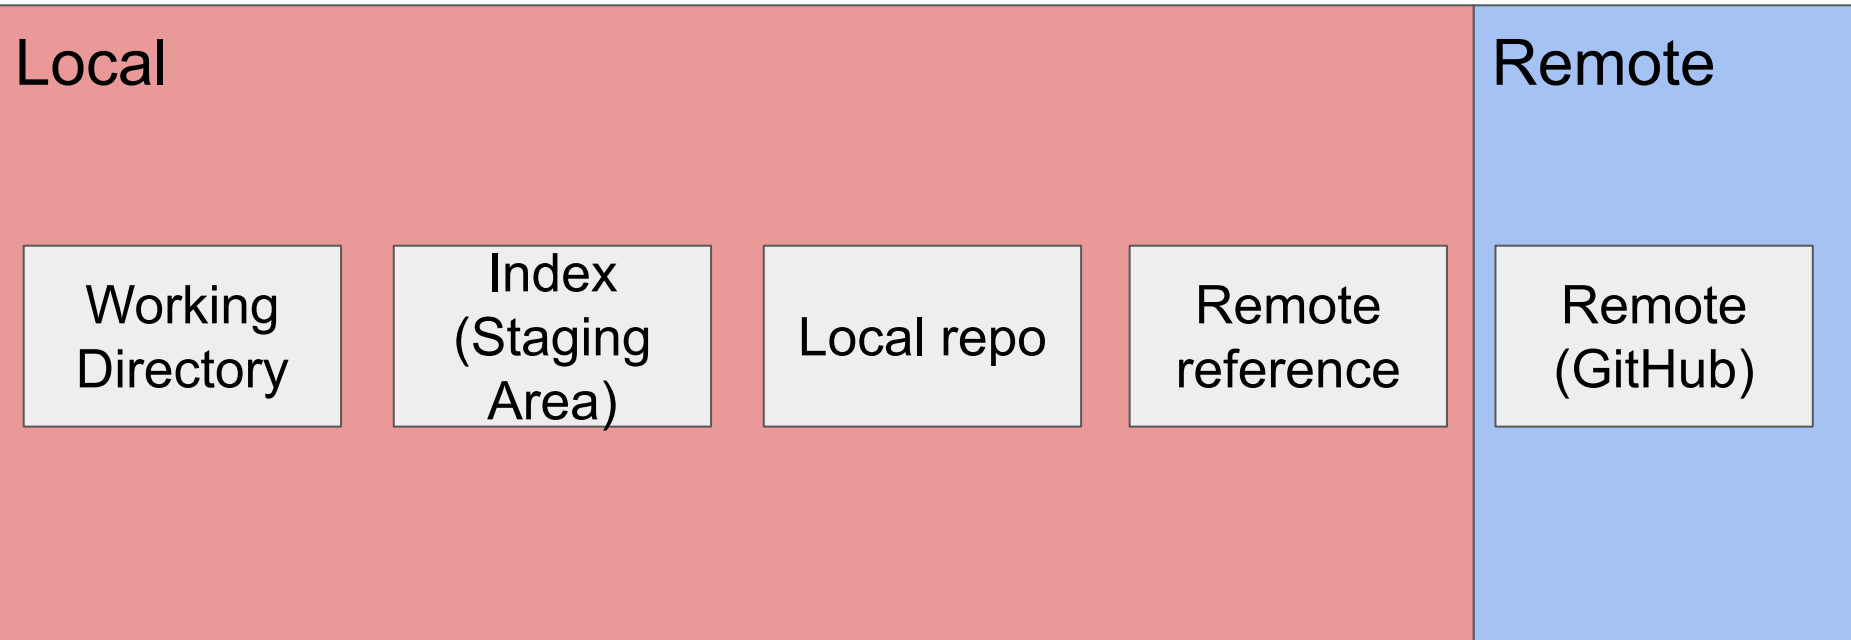 Local
Remote
Working
Directory
Index
(Staging
Area)
Local repo
Remote
reference
Remote
(GitHub)